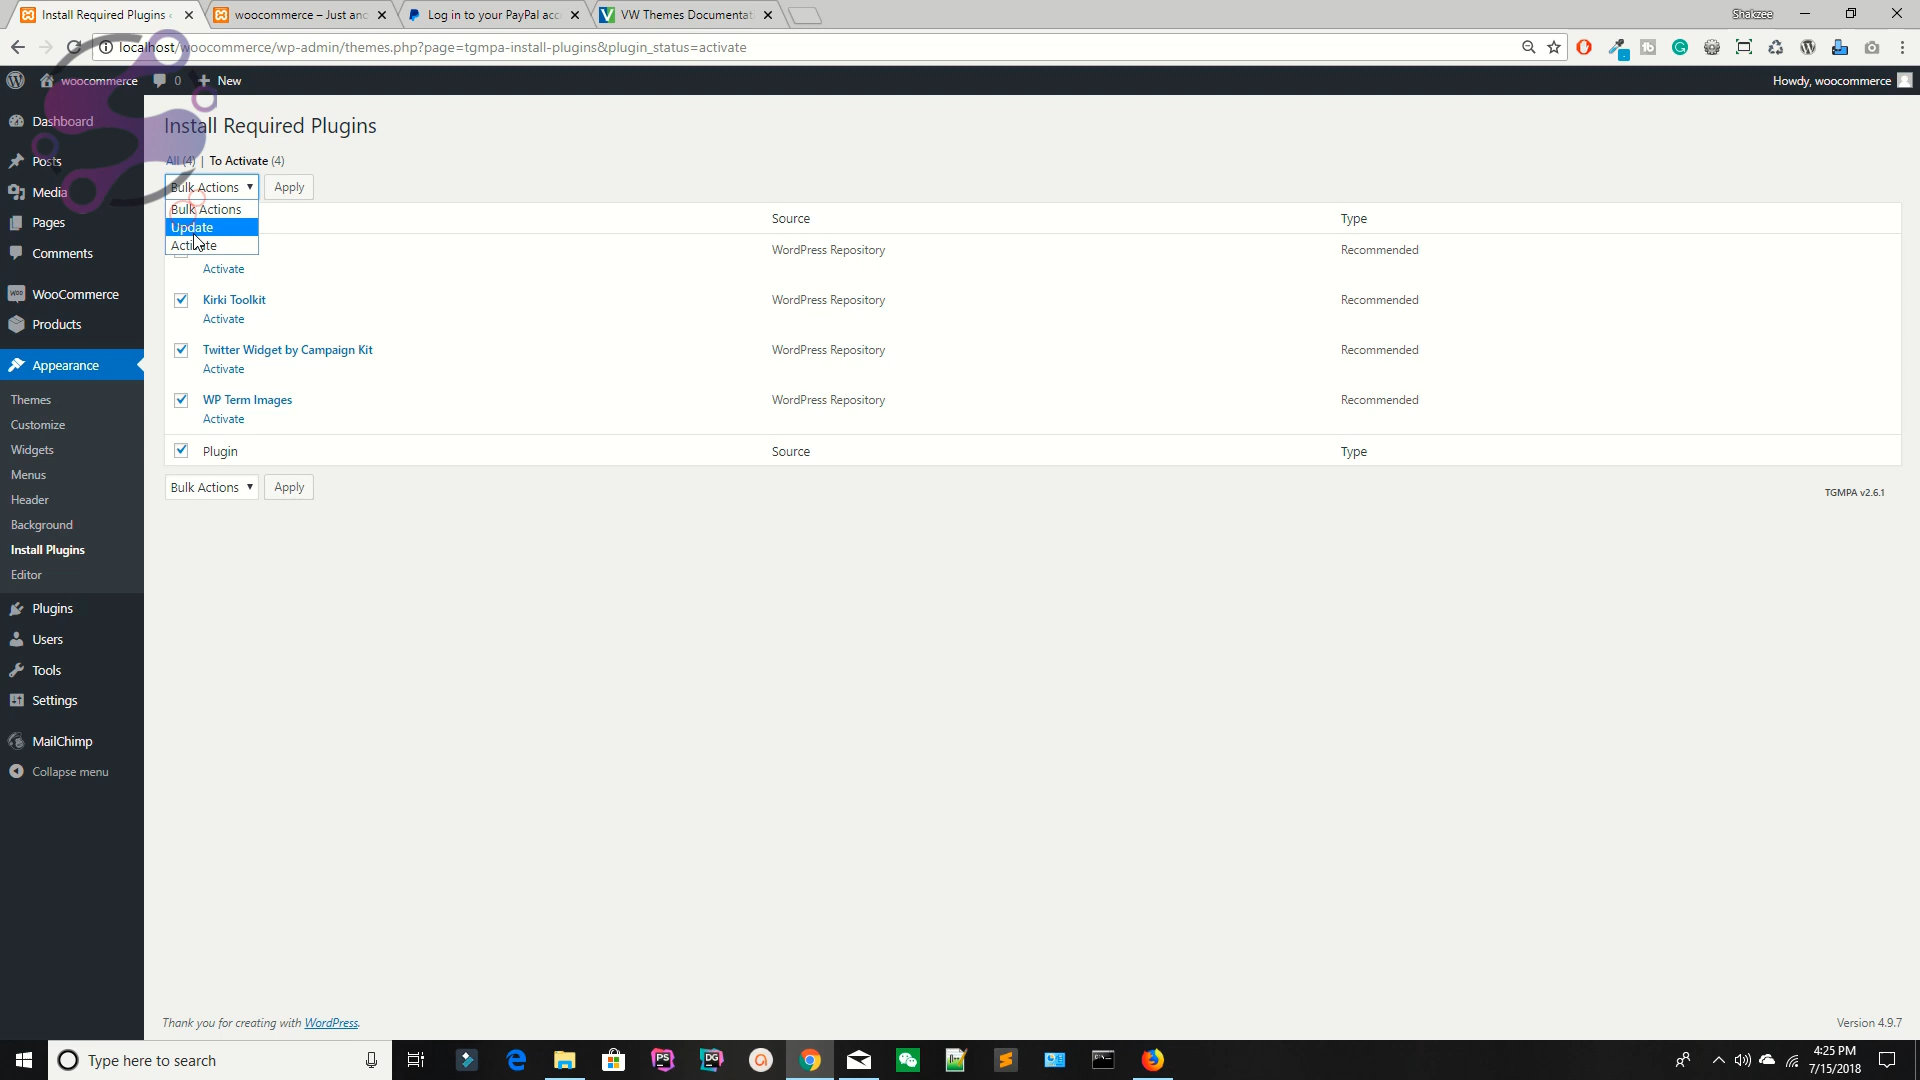 Install Required Plugins
woocommerce – Just an
Log in to your PayPal acc
VW Themes Documentat
Shakzee
localhost/woocommerce/wp-admin/themes.php?page=tgmpa-install-plugins&plugin_status=activate
woocommerce
0
New
Howdy, woocommerce
Dashboard
Posts
Media
Pages
Comments
WooCommerce
Products
Appearance
Themes
Customize
Widgets
Menus
Header
Background
Install Plugins
Editor
Plugins
Users
Tools
Settings
MailChimp
Collapse menu
Install Required Plugins
All (4) | To Activate (4)
Bulk Actions Apply
Bulk Actions
Update
Activate
Source Type
WordPress Repository Recommended
Activate
Kirki Toolkit WordPress Repository Recommended
Activate
Twitter Widget by Campaign Kit WordPress Repository Recommended
Activate
WP Term Images WordPress Repository Recommended
Activate
Plugin Source Type
Bulk Actions Apply
TGMPA v2.6.1
Thank you for creating with WordPress.
Version 4.9.7
Type here to search
PS
DG
4:25 PM
7/15/2018